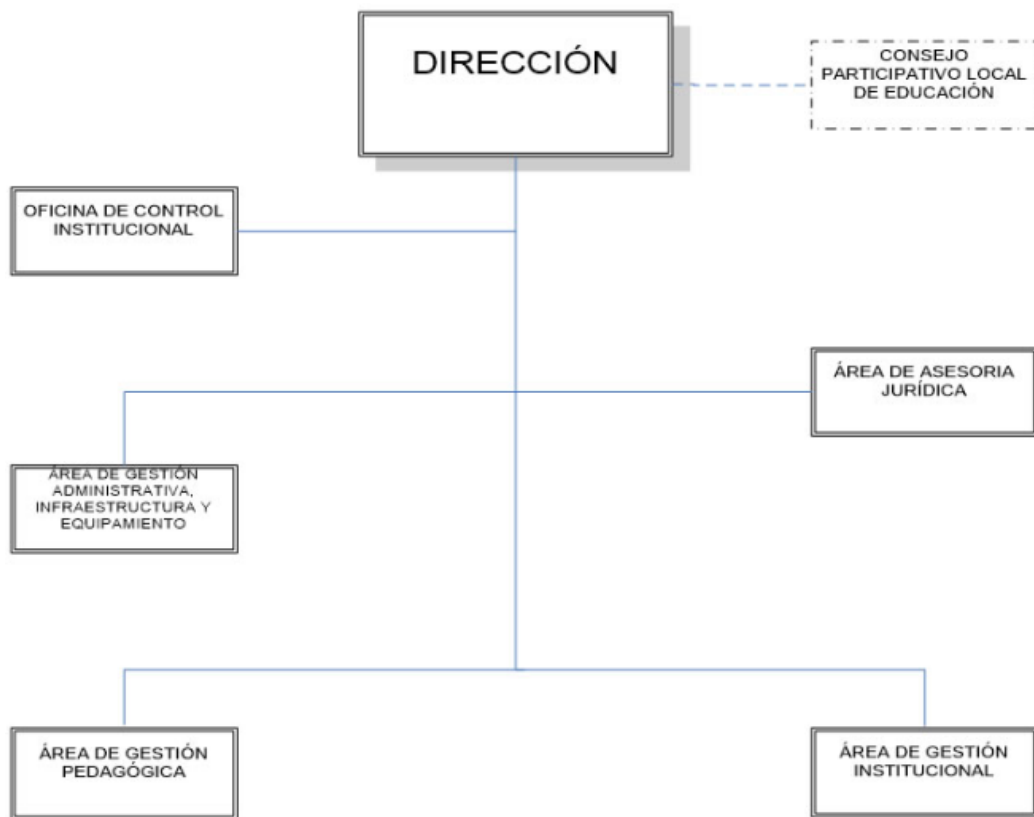 DIRECCIÓN
CONSEJO
PARTICIPATIVO LOCAL
DE EDUCACIÓN
OFICINA DE CONTROL
INSTITUCIONAL
ÁREA DE ASESORIA
JURÍDICA
ÁREA DE GESTIÓN
ADMINISTRATIVA,
INFRAESTRUCTURA Y
EQUIPAMIENTO
ÁREA DE GESTIÓN
PEDAGÓGICA
ÁREA DE GESTIÓN
INSTITUCIONAL